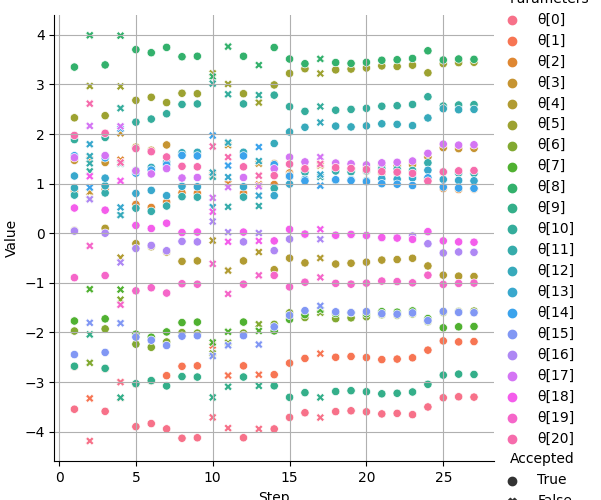 Parameters
θ[0]
θ[1]
θ[2]
θ[3]
θ[4]
θ[5]
θ[6]
θ[7]
θ[8]
θ[9]
θ[10]
θ[11]
θ[12]
θ[13]
θ[14]
θ[15]
θ[16]
θ[17]
θ[18]
θ[19]
θ[20]
Accepted
True
False
4
3
2
1
0
−1
−2
−3
−4
Value
0
5
10
15
20
25
Step